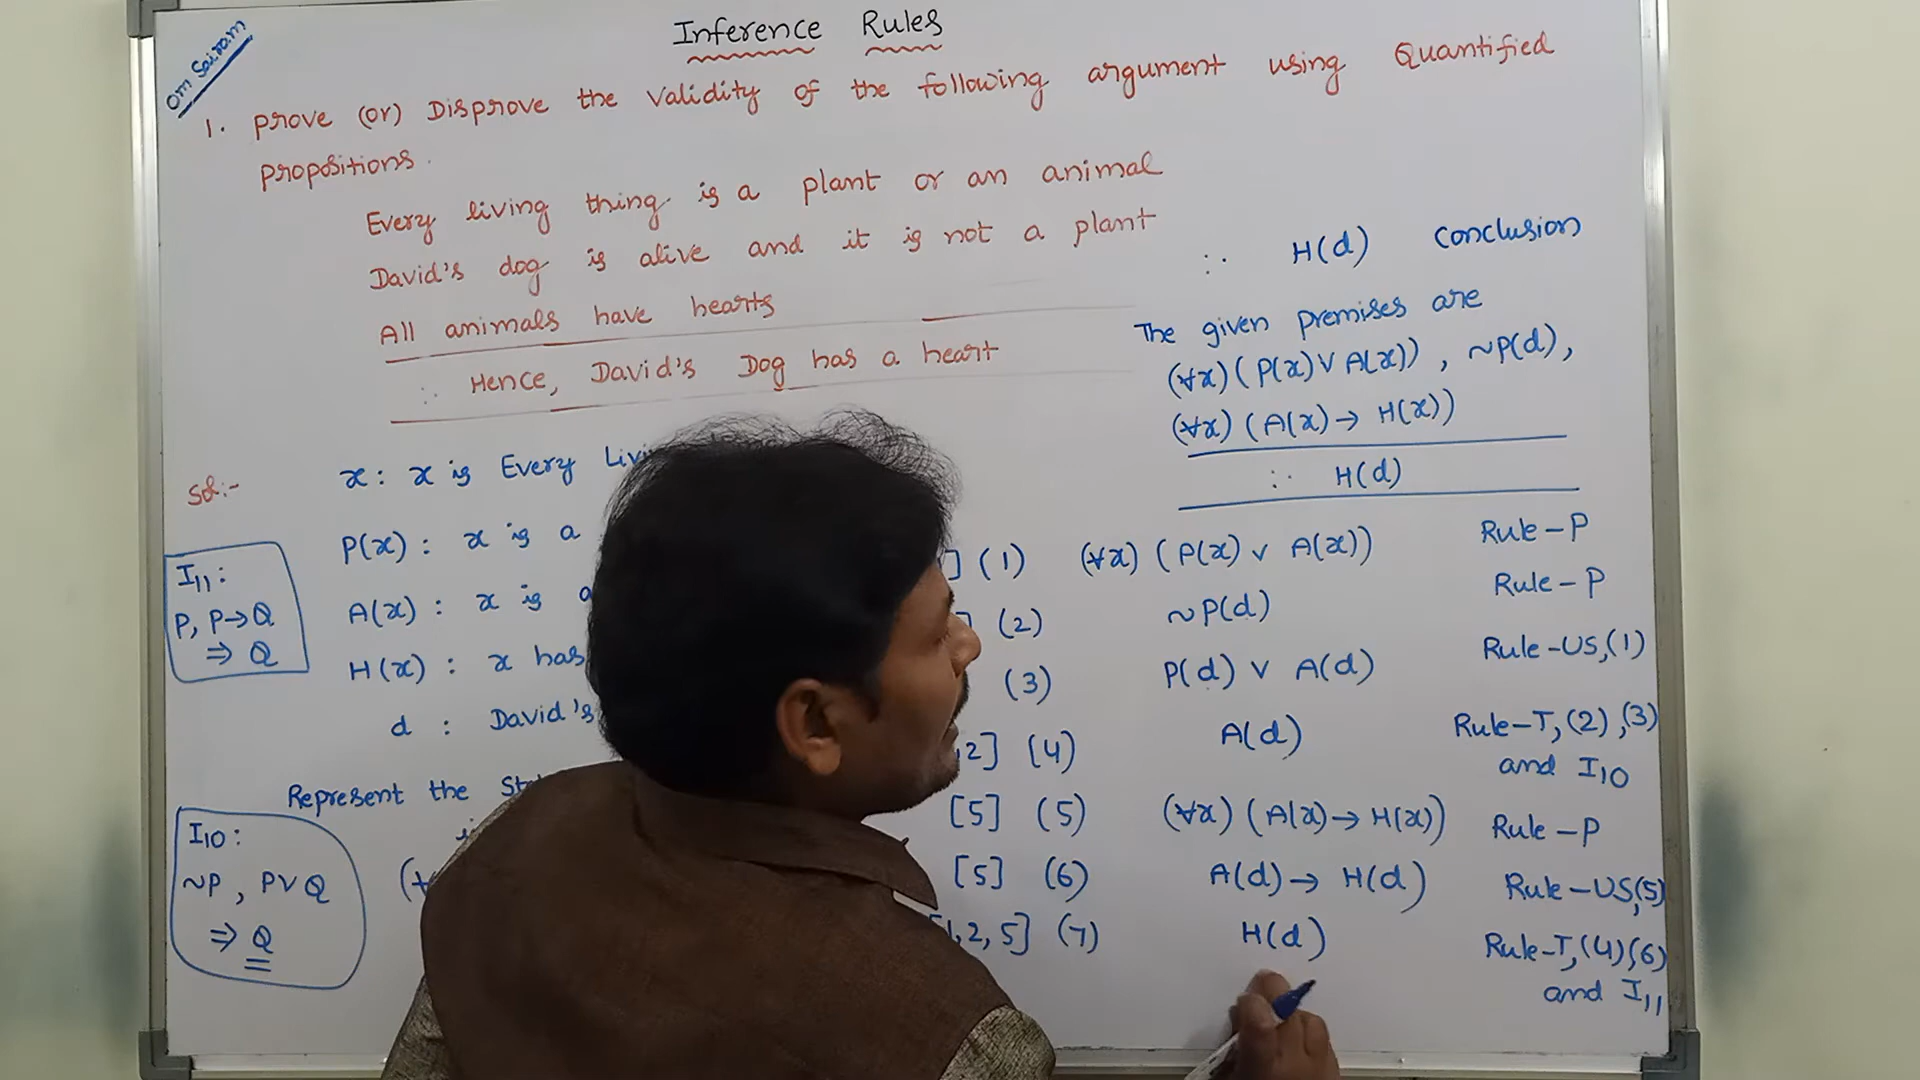 Om Sairam
Inference Rules
1. Prove (or) Disprove the validity of the following argument using Quantified
propositions.
Every living thing is a plant or an animal
David's dog is alive and it is not a plant
All animals have hearts
∴ Hence, David's Dog has a heart
Sol:-
x : x is Every
P(x) : x is a
A(x) : x is
H(x) : x has
d : David's
Represent the
I₁₁ :
P, P→Q
⇒ Q
I₁₀ :
~P , P∨Q
⇒ Q
∴ H(d) Conclusion
The given premises are
(∀x)(P(x)∨A(x)) , ~P(d),
(∀x)(A(x)→H(x))
∴ H(d)
] (1) (∀x)(P(x) ∨ A(x)) Rule-P
] (2) ~P(d) Rule-P
(3) P(d) ∨ A(d) Rule-US,(1)
,2] (4) A(d) Rule-T,(2),(3)
and I₁₀
[5] (5) (∀x)(A(x)→H(x)) Rule-P
[5] (6) A(d)→ H(d) Rule-US,(5)
1,2,5] (7) H(d) Rule-T,(4),(6)
and I₁₁